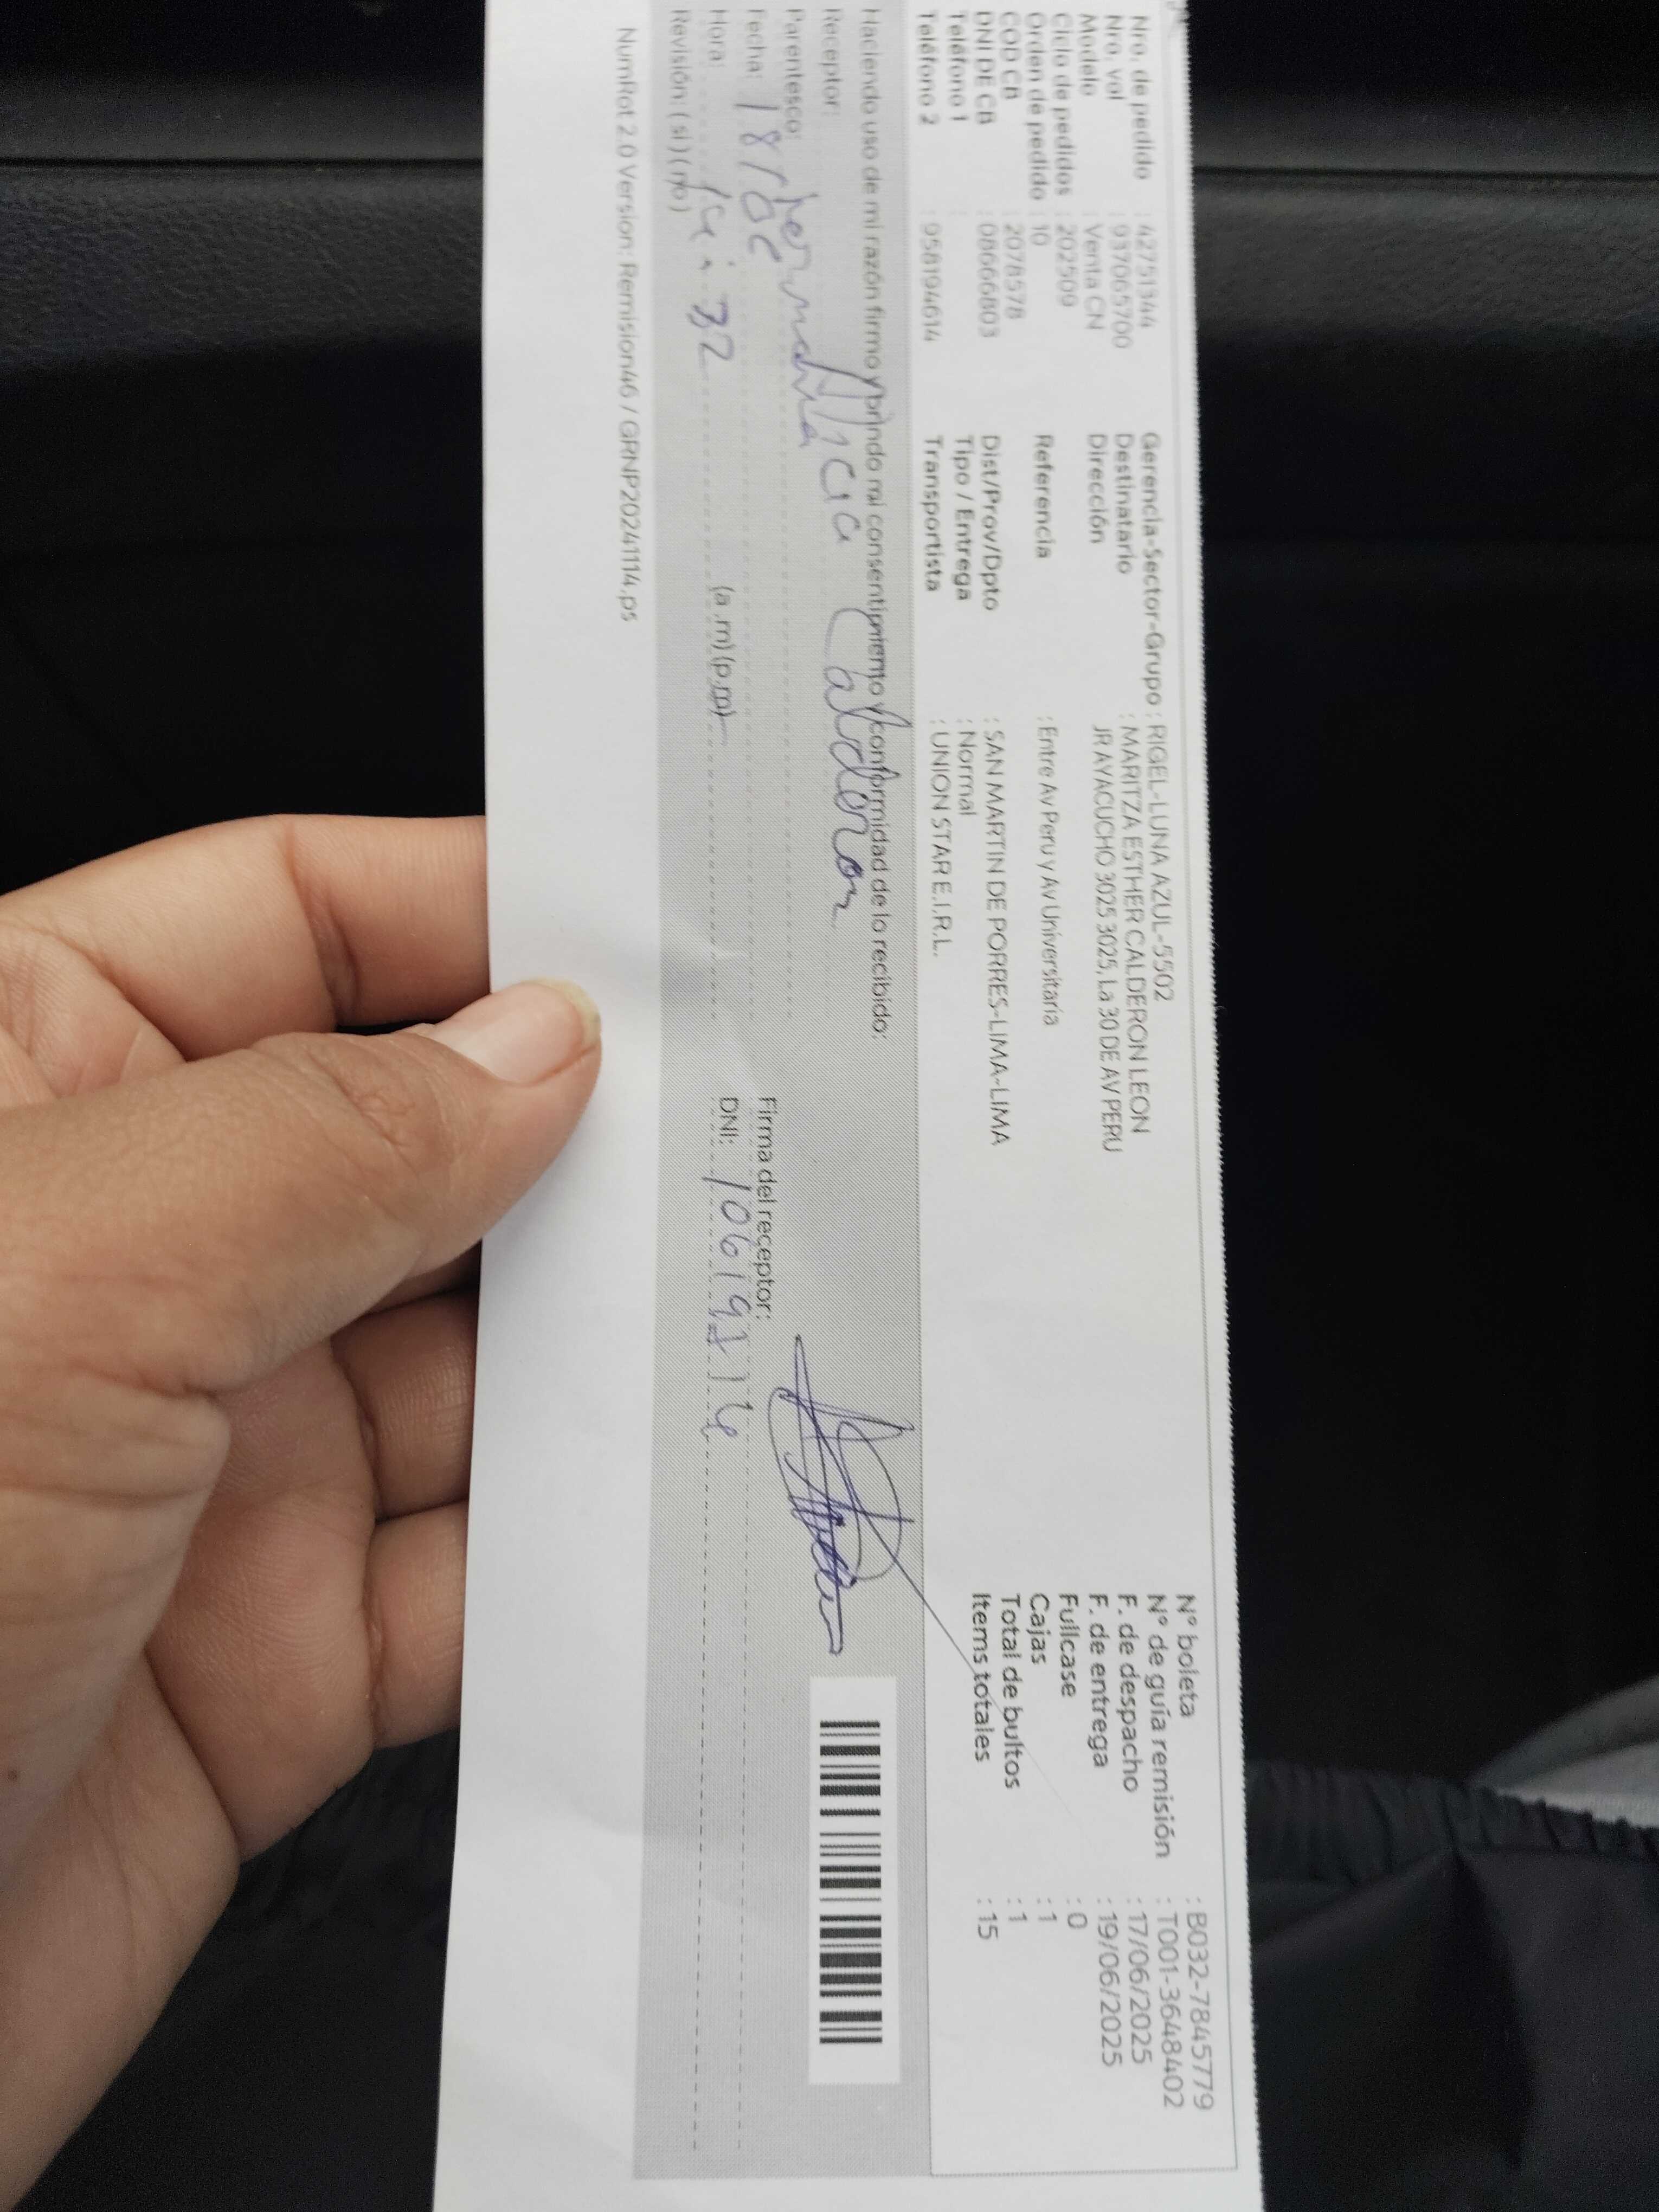 Nro. de pedido : 42751344
Nro. vol : 937065700
Modelo : Venta CN
Ciclo de pedidos : 202509
Orden de pedido : 10
COD CB : 2078578
DNI DE CB : 08666803
Teléfono 1 :
Teléfono 2 : 958194614
Gerencia-Sector-Grupo : RIGEL-LUNA AZUL-5502
Destinatario : MARITZA ESTHER CALDERON LEON
Dirección JR AYACUCHO 3025 3025, La 30 DE AV PERU
Referencia : Entre Av Peru y Av Universitaria
Dist/Prov/Dpto : SAN MARTIN DE PORRES-LIMA-LIMA
Tipo / Entrega : Normal
Transportista : UNION STAR E.I.R.L.
N° boleta : B032-7845779
N° de guía remisión : T001-3648402
F. de despacho : 17/06/2025
F. de entrega : 19/06/2025
Fullcase : 0
Cajas : 1
Total de bultos : 1
Items totales : 15
Haciendo uso de mi razón firmo y brindo mi consentimiento y conformidad de lo recibido:
Receptor: Alicia Calderon
Parentesco: hermana
Fecha: 18/06
Hora: 32 (a.m)(p.m)
Revisión: (si)(no)
Firma del receptor:
DNI:
NumRot 2.0 Version: Remision46 / GRNP20241114.ps